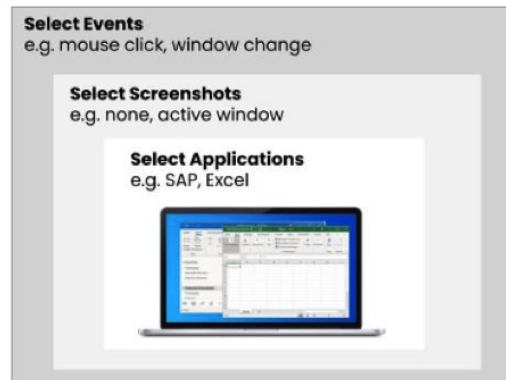 Select Events
e.g. mouse click, window change
Select Screenshots
e.g. none, active window
Select Applications
e.g. SAP, Excel